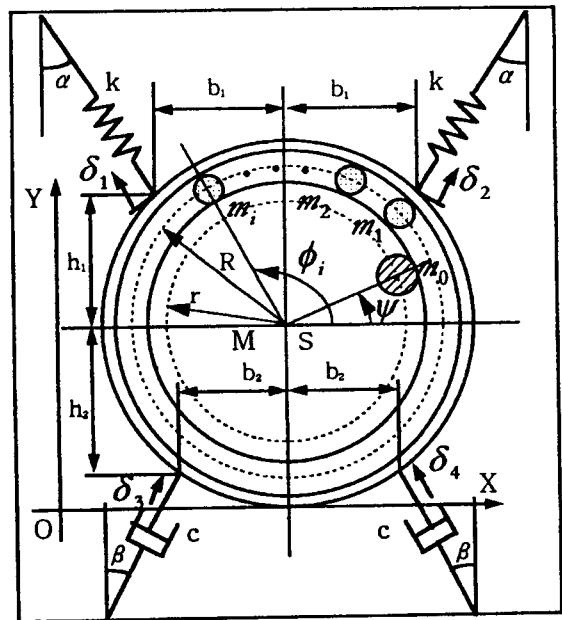 α k b₁ b₁ k α
δ₁ δ₂
Y mᵢ m₂ m₁
h₁ R ϕᵢ m₀
r ψ
M S
b₂ b₂
h₂
δ₃ δ₄
X
O β c c β